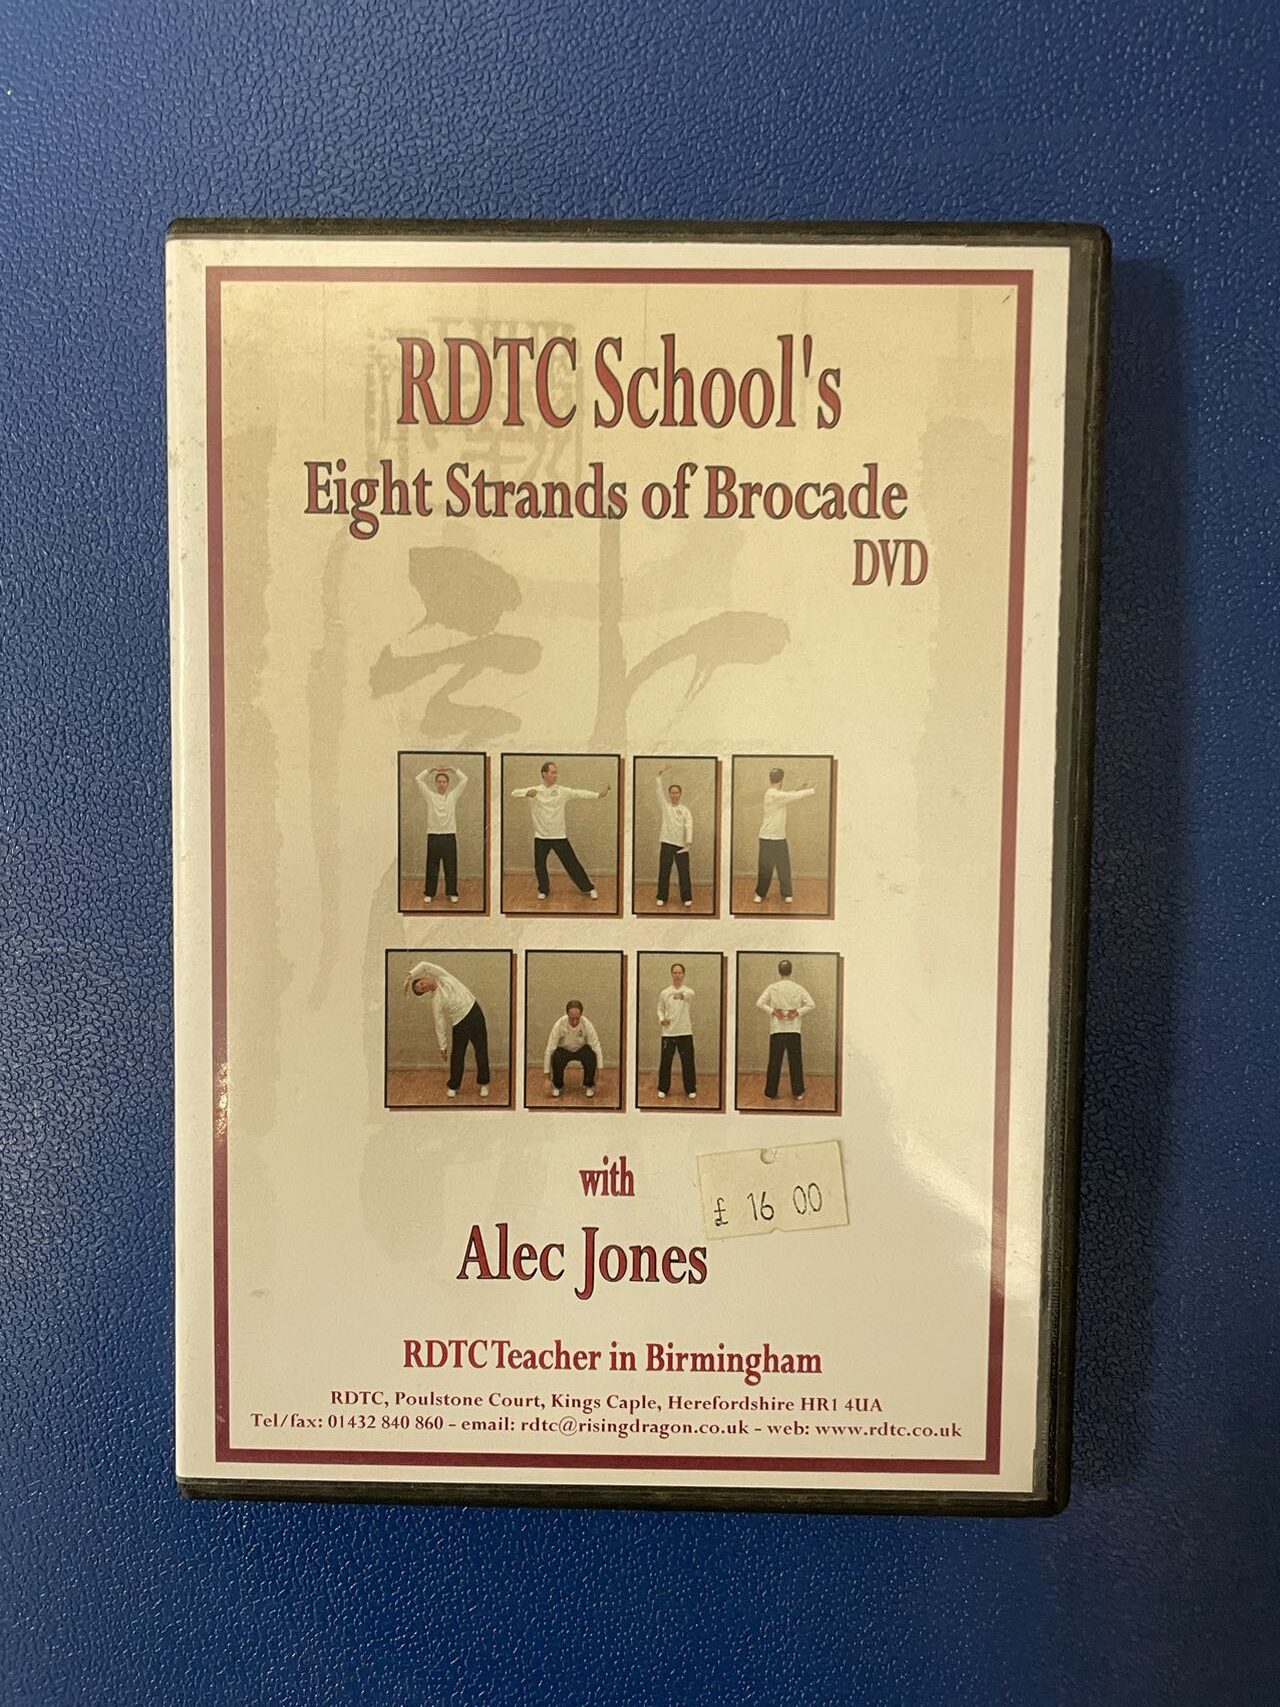 RDTC School's
Eight Strands of Brocade
DVD
with
£ 16 00
Alec Jones
RDTC Teacher in Birmingham
RDTC, Poulstone Court, Kings Caple, Herefordshire HR1 4UA
Tel/fax: 01432 840 860 - email: rdtc@risingdragon.co.uk - web: www.rdtc.co.uk